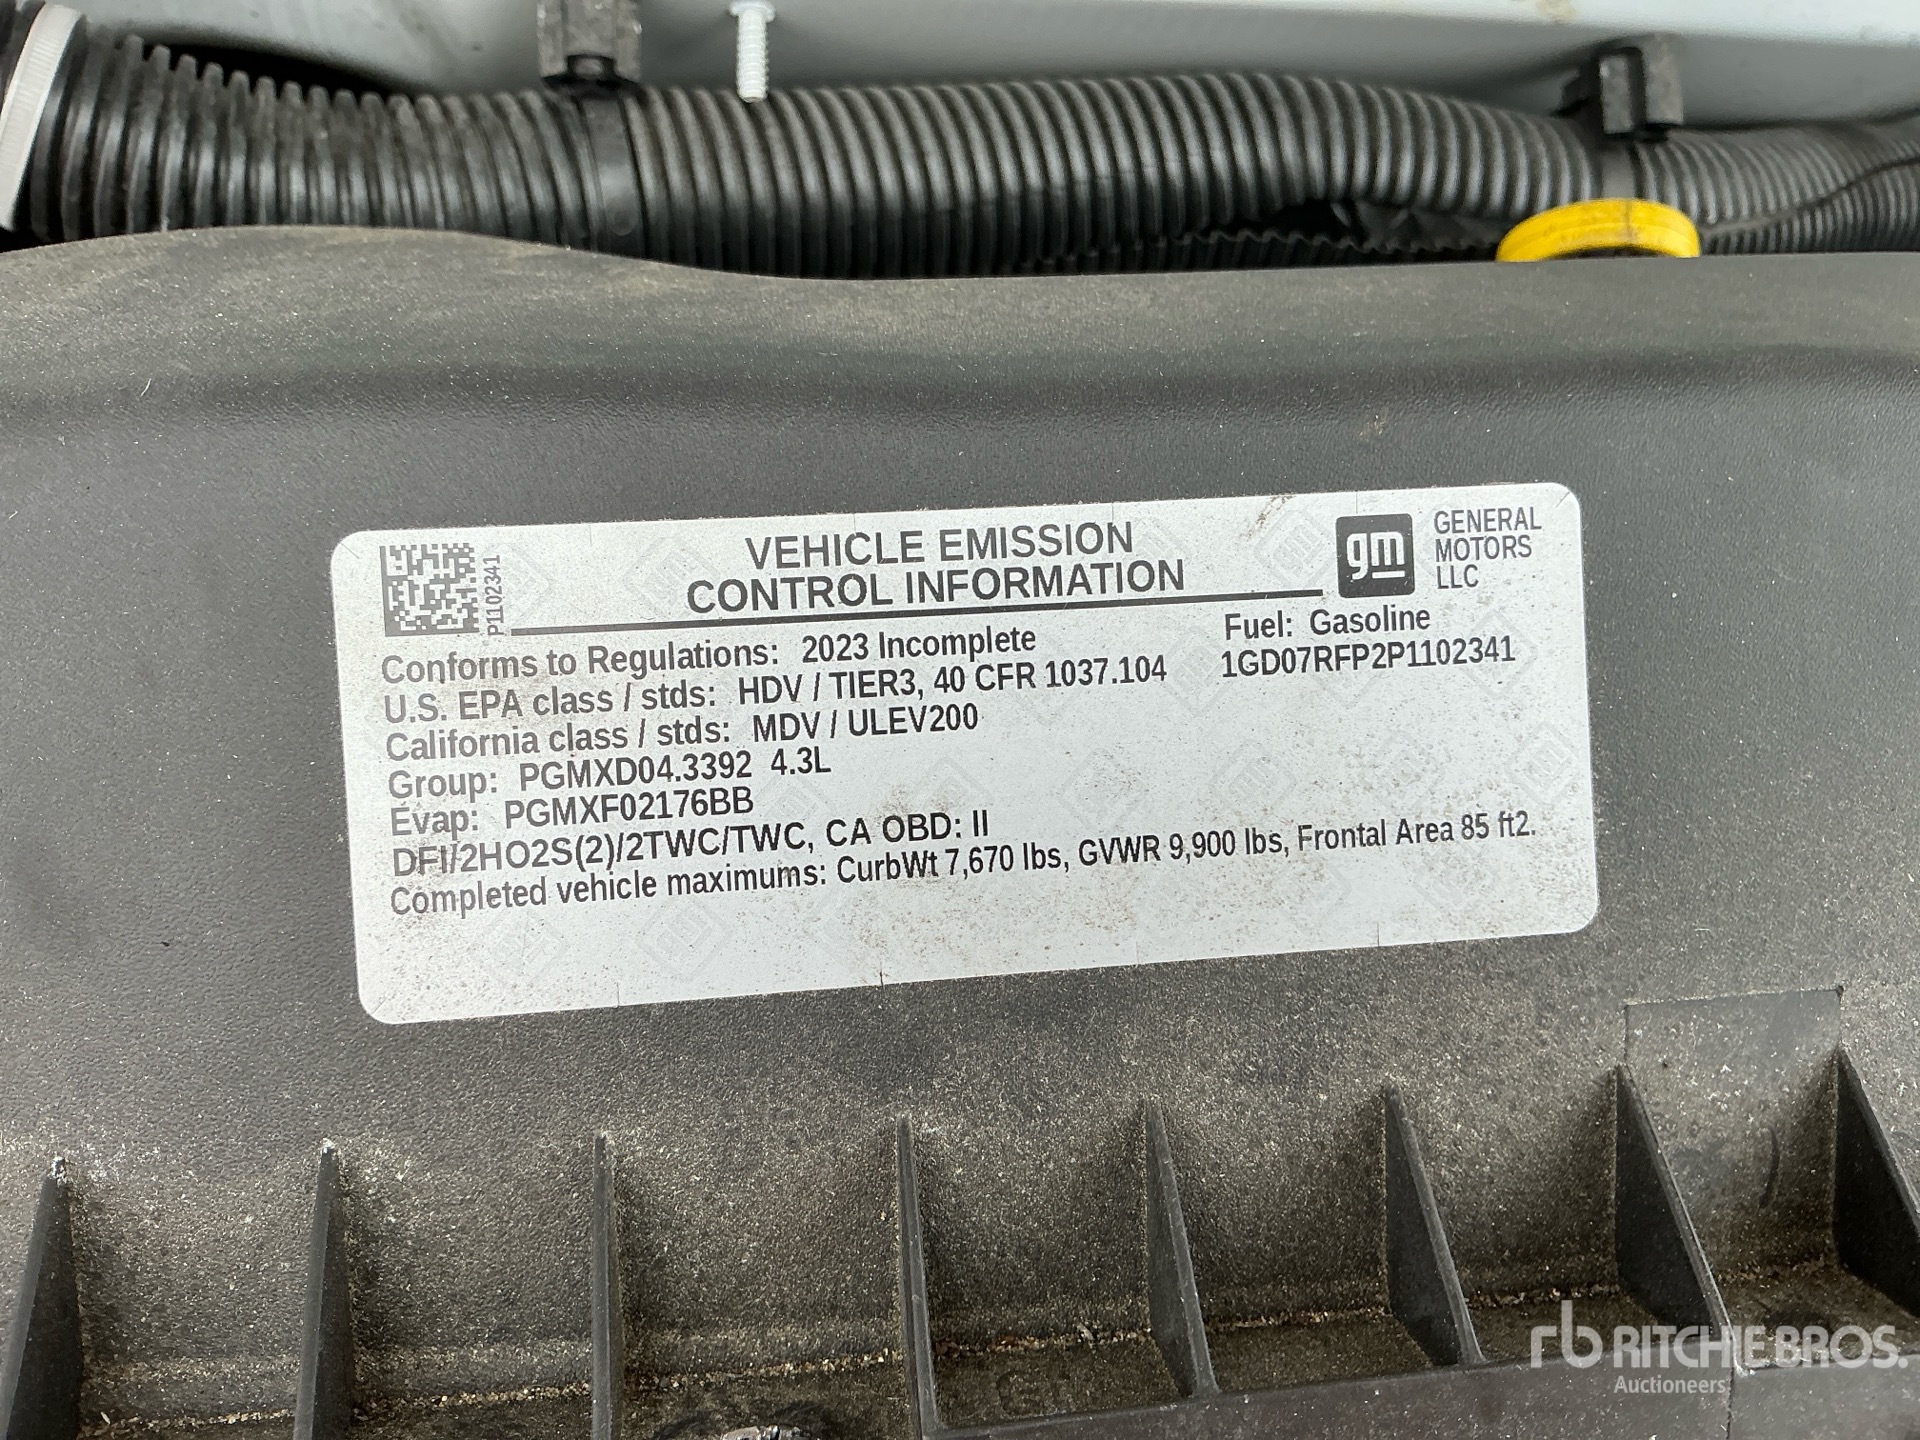 P1102341
VEHICLE EMISSION
CONTROL INFORMATION
gm
GENERAL
MOTORS
LLC
Conforms to Regulations: 2023 Incomplete
Fuel: Gasoline
U.S. EPA class / stds: HDV / TIER3, 40 CFR 1037.104
1GD07RFP2P1102341
California class / stds: MDV / ULEV200
Group: PGMXD04.3392 4.3L
Evap: PGMXF02176BB
DFI/2HO2S(2)/2TWC/TWC, CA OBD: II
Completed vehicle maximums: CurbWt 7,670 lbs, GVWR 9,900 lbs, Frontal Area 85 ft2.
rb RITCHIE BROS.
Auctioneers